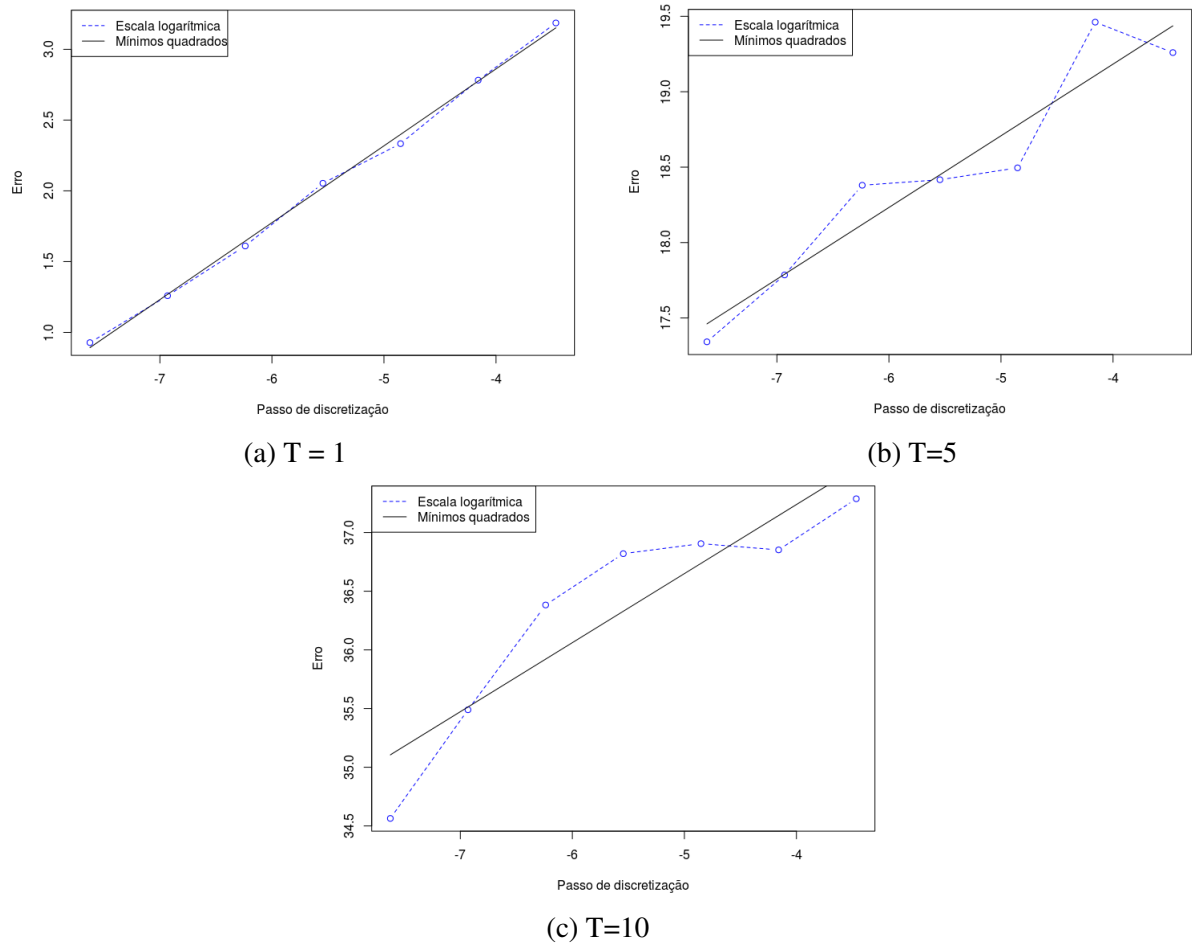 Escala logarítmica
Mínimos quadrados
Erro
1.0 1.5 2.0 2.5 3.0
-7 -6 -5 -4
Passo de discretização
(a) T = 1
Escala logarítmica
Mínimos quadrados
Erro
17.5 18.0 18.5 19.0 19.5
-7 -6 -5 -4
Passo de discretização
(b) T=5
Escala logarítmica
Mínimos quadrados
Erro
34.5 35.0 35.5 36.0 36.5 37.0
-7 -6 -5 -4
Passo de discretização
(c) T=10